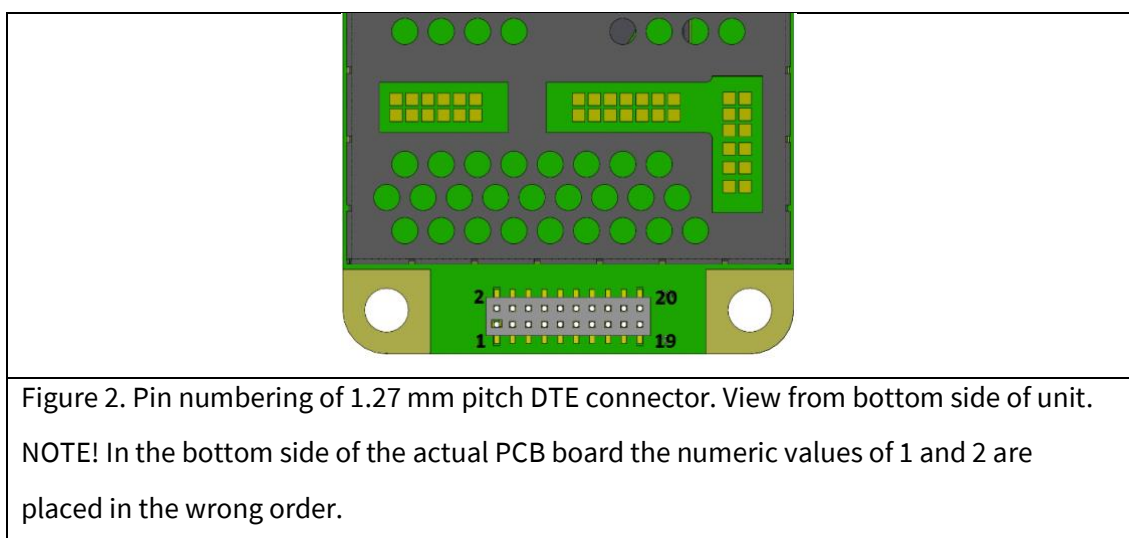 2 20
1 19
Figure 2. Pin numbering of 1.27 mm pitch DTE connector. View from bottom side of unit.
NOTE! In the bottom side of the actual PCB board the numeric values of 1 and 2 are
placed in the wrong order.